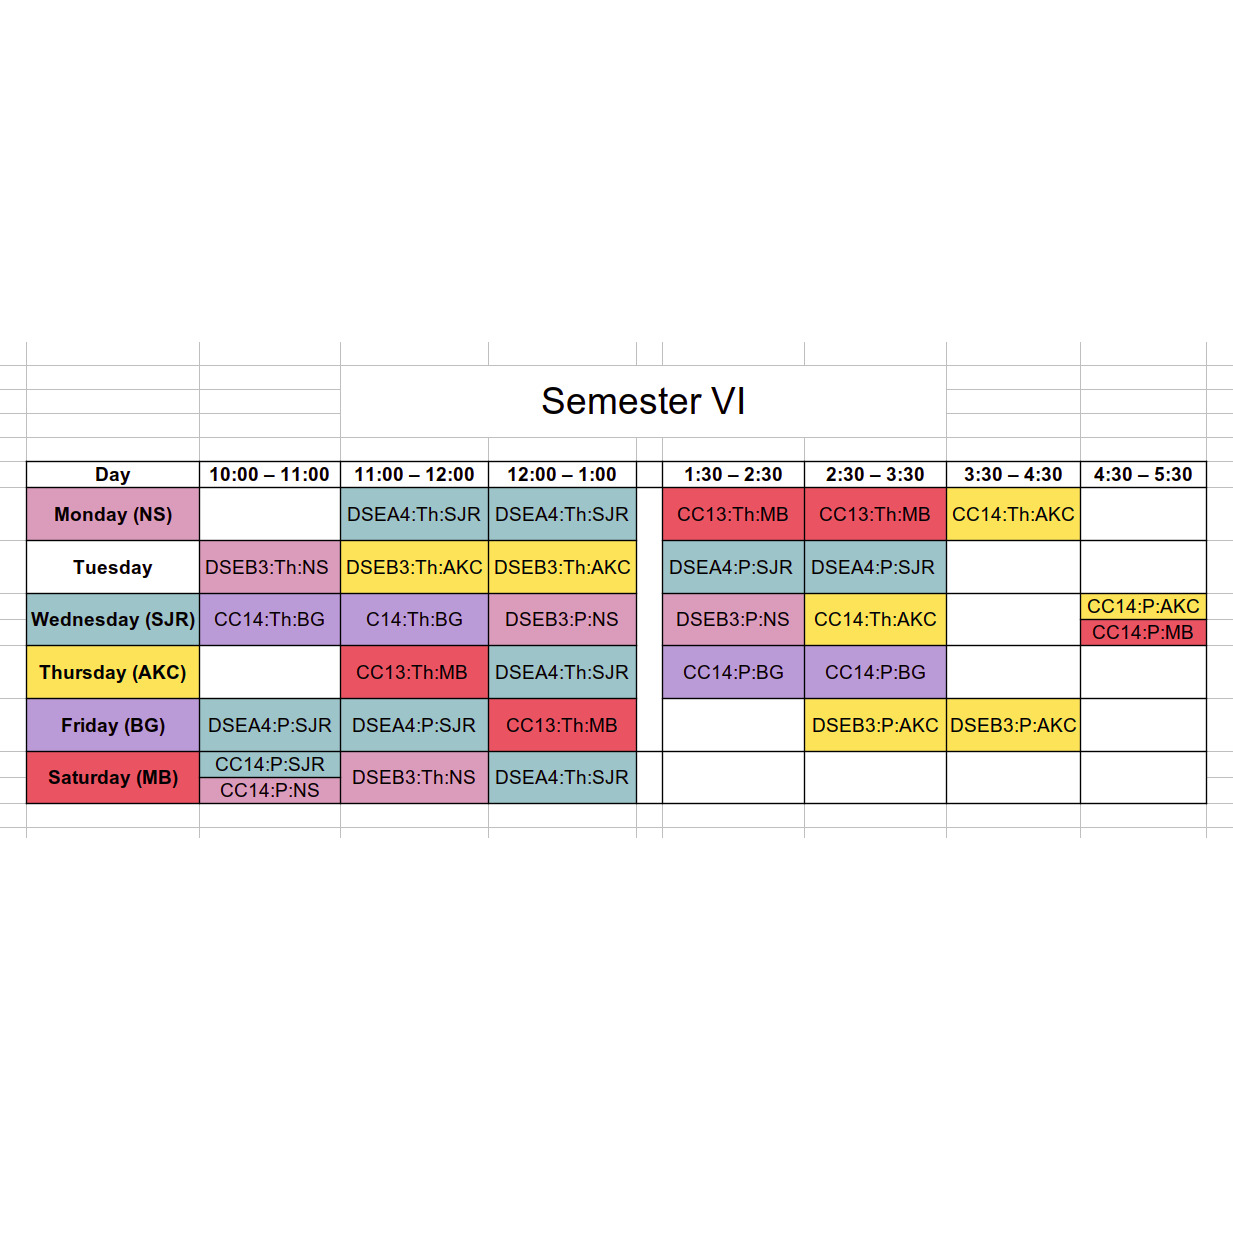 Semester VI
Day 10:00 – 11:00 11:00 – 12:00 12:00 – 1:00 1:30 – 2:30 2:30 – 3:30 3:30 – 4:30 4:30 – 5:30
Monday (NS) DSEA4:Th:SJR DSEA4:Th:SJR CC13:Th:MB CC13:Th:MB CC14:Th:AKC
Tuesday DSEB3:Th:NS DSEB3:Th:AKC DSEB3:Th:AKC DSEA4:P:SJR DSEA4:P:SJR
Wednesday (SJR) CC14:Th:BG C14:Th:BG DSEB3:P:NS DSEB3:P:NS CC14:Th:AKC CC14:P:AKC
CC14:P:MB
Thursday (AKC) CC13:Th:MB DSEA4:Th:SJR CC14:P:BG CC14:P:BG
Friday (BG) DSEA4:P:SJR DSEA4:P:SJR CC13:Th:MB DSEB3:P:AKC DSEB3:P:AKC
Saturday (MB) CC14:P:SJR DSEB3:Th:NS DSEA4:Th:SJR
CC14:P:NS